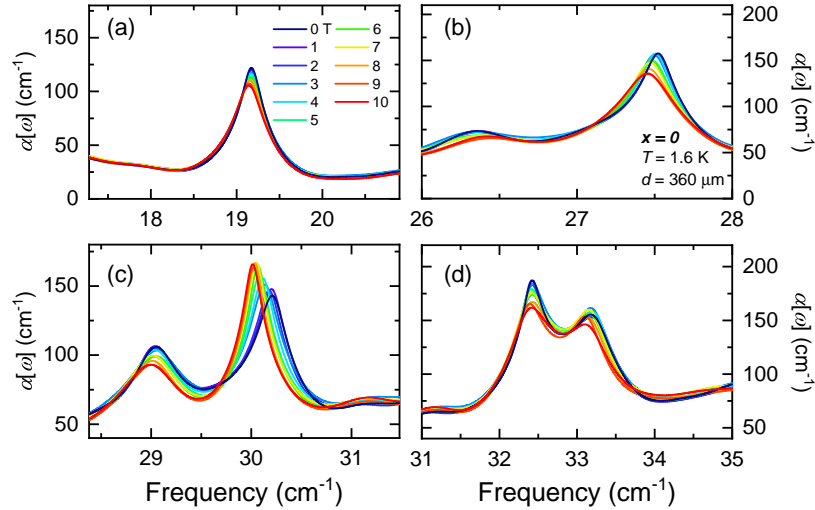 (a)
0 T
1
2
3
4
5
6
7
8
9
10
α[ω] (cm⁻¹)
0
50
100
150
18
19
20
(b)
x=0
T = 1.6 K
d = 360 μm
α[ω] (cm⁻¹)
0
50
100
150
200
26
27
28
(c)
α[ω] (cm⁻¹)
50
100
150
29
30
31
Frequency (cm⁻¹)
(d)
α[ω] (cm⁻¹)
50
100
150
200
31
32
33
34
35
Frequency (cm⁻¹)